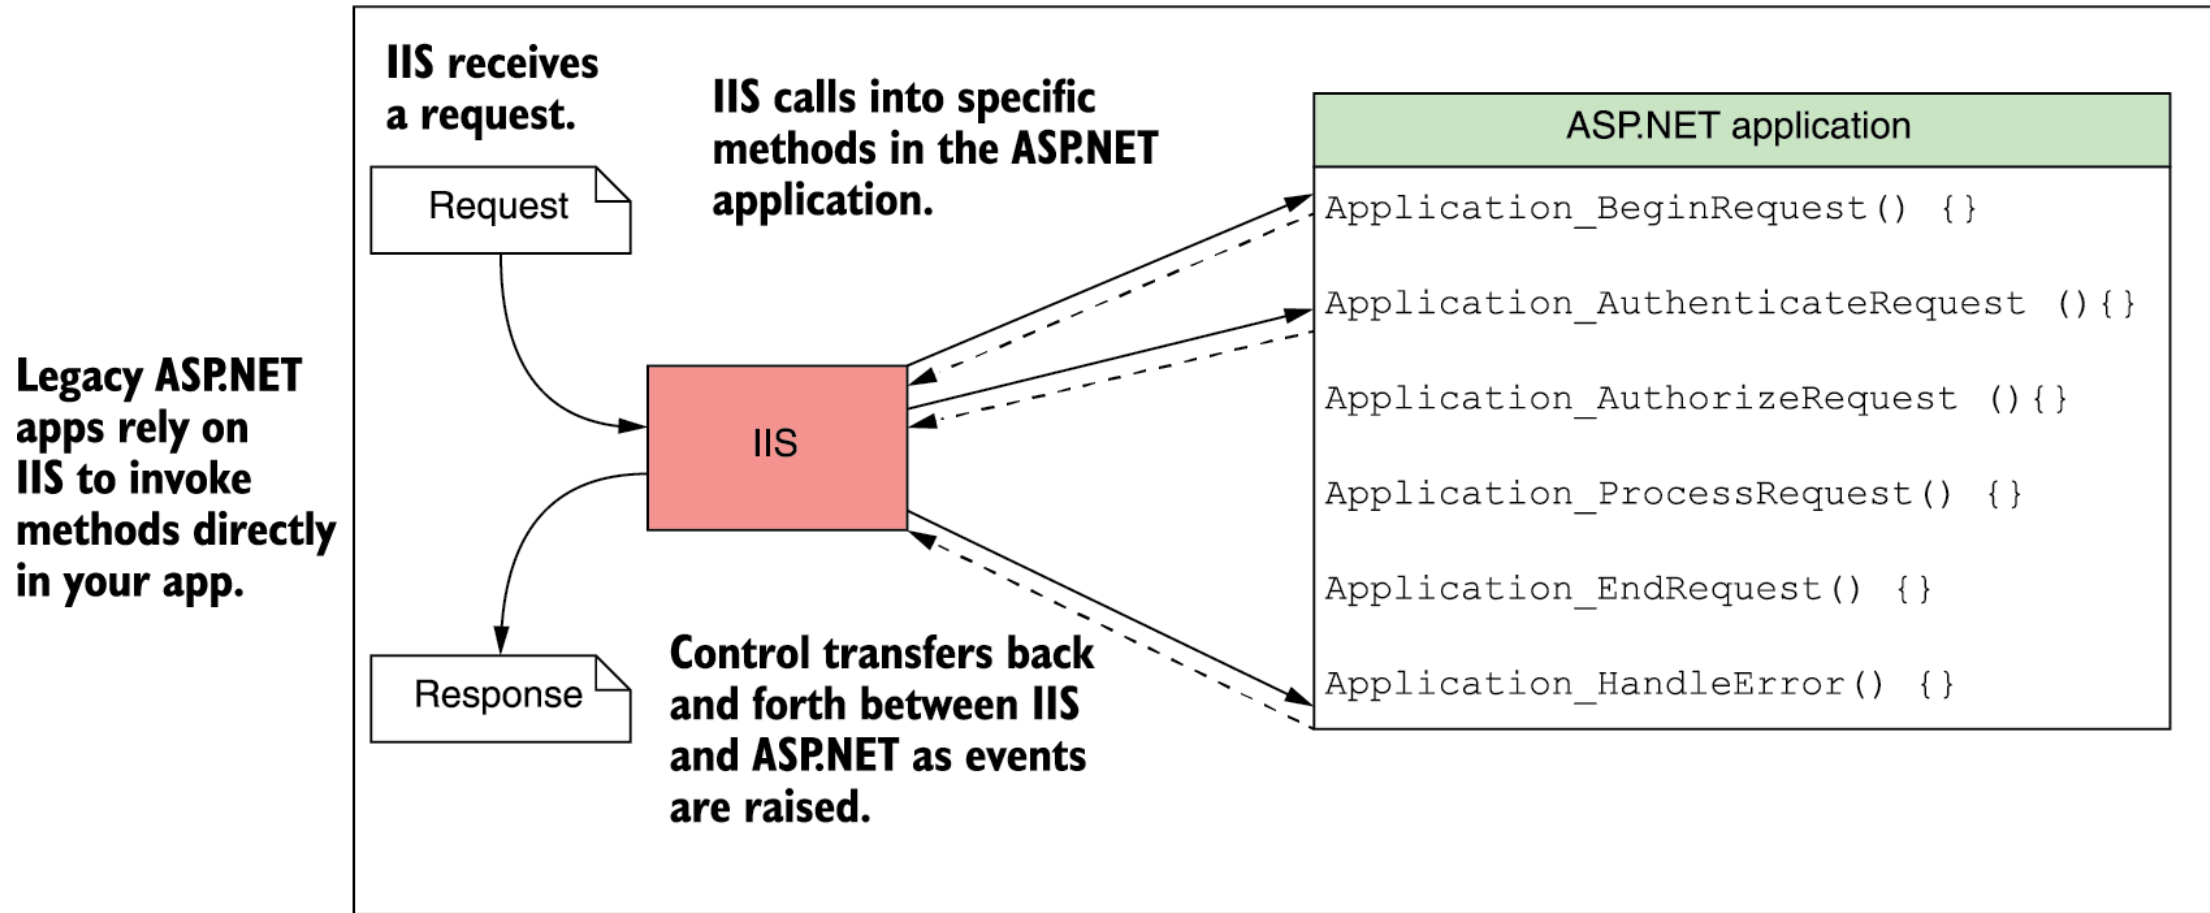 IIS receives
a request.
Request
IIS calls into specific
methods in the ASP.NET
application.
ASP.NET application
Application_BeginRequest() {}
Application_AuthenticateRequest (){}
Application_AuthorizeRequest (){}
Application_ProcessRequest() {}
Application_EndRequest() {}
Application_HandleError() {}
Legacy ASP.NET
apps rely on
IIS to invoke
methods directly
in your app.
IIS
Response
Control transfers back
and forth between IIS
and ASP.NET as events
are raised.